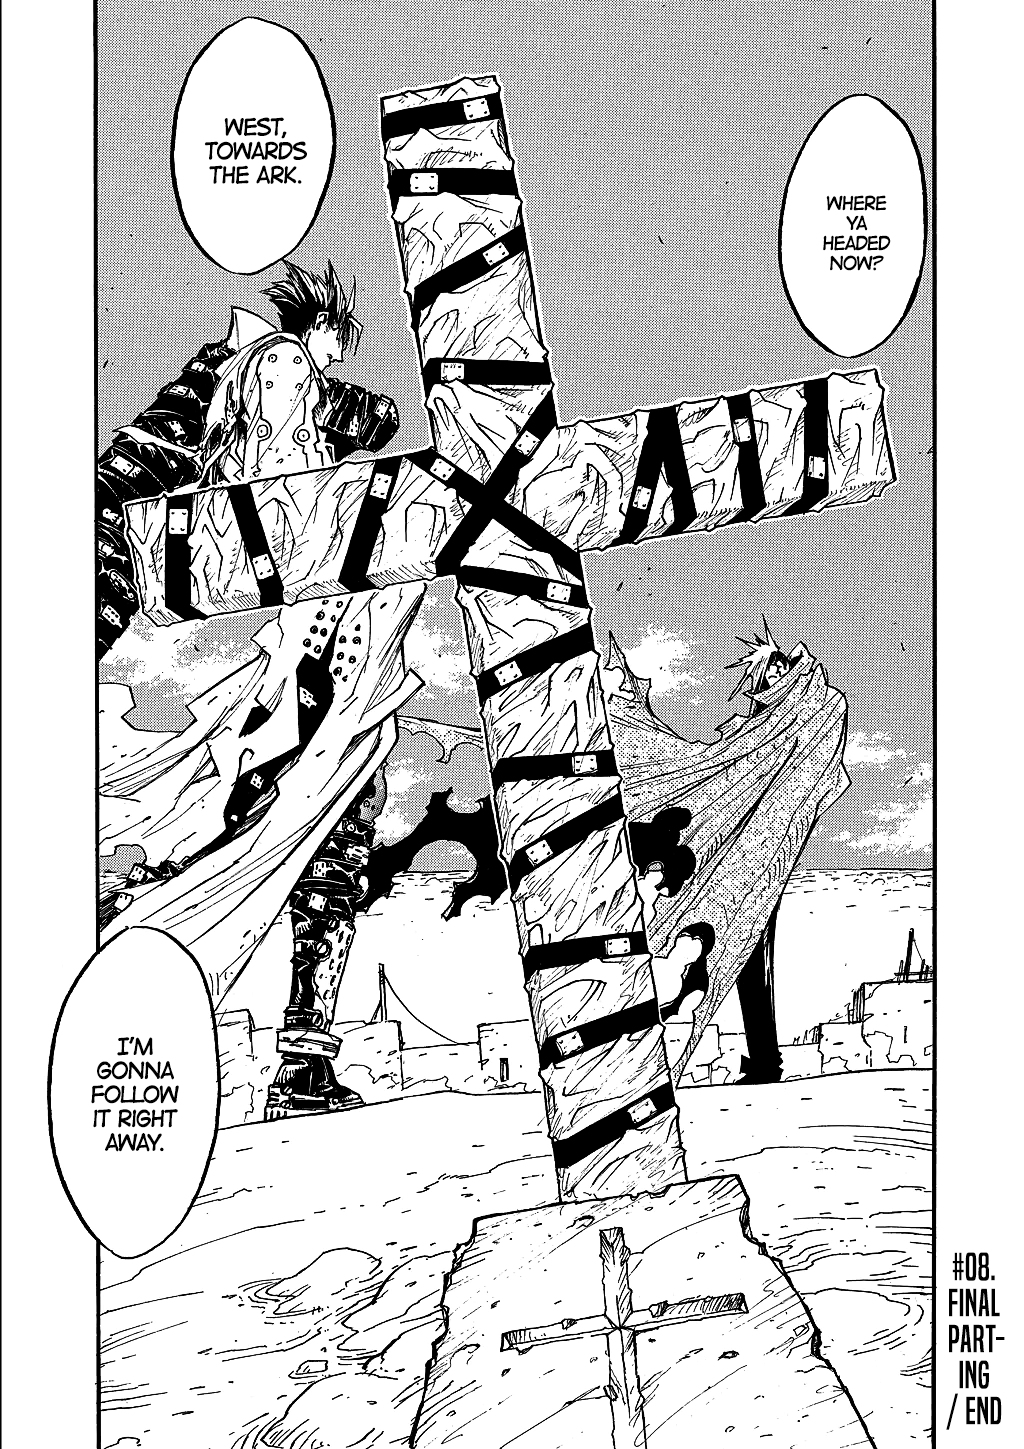 WHERE
YA
HEADED
NOW?
WEST,
TOWARDS
THE ARK.
I'M
GONNA
FOLLOW
IT RIGHT
AWAY.
#08.
FINAL
PART-
ING
/ END